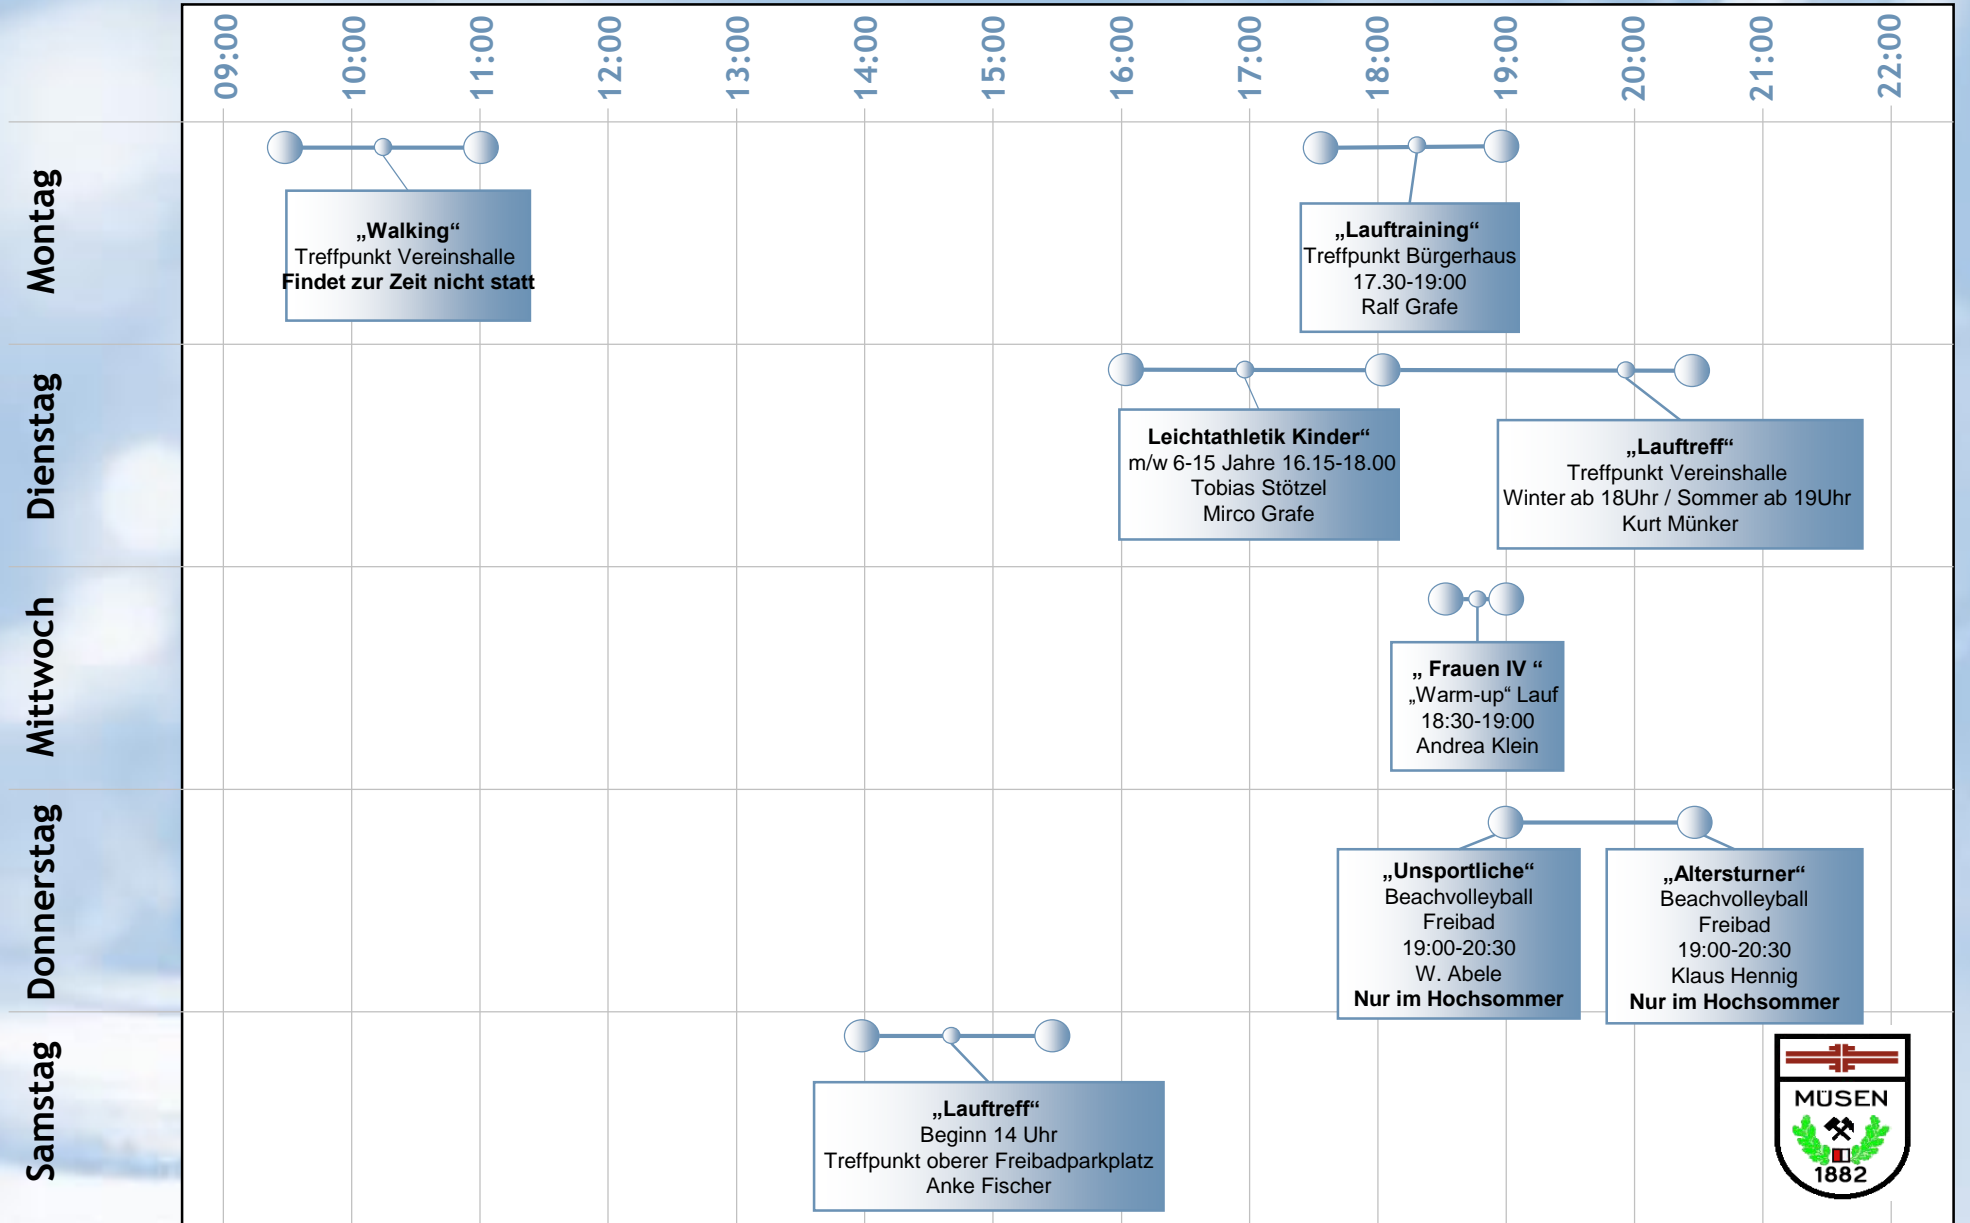 09:00
10:00
11:00
12:00
13:00
14:00
15:00
16:00
17:00
18:00
19:00
20:00
21:00
22:00
Montag
„Walking“
Treffpunkt Vereinshalle
Findet zur Zeit nicht statt
„Lauftraining“
Treffpunkt Bürgerhaus
17.30-19:00
Ralf Grafe
Dienstag
Leichtathletik Kinder“
m/w 6-15 Jahre 16.15-18.00
Tobias Stötzel
Mirco Grafe
„Lauftreff“
Treffpunkt Vereinshalle
Winter ab 18Uhr / Sommer ab 19Uhr
Kurt Münker
Mittwoch
„ Frauen IV “
„Warm-up“ Lauf
18:30-19:00
Andrea Klein
Donnerstag
„Unsportliche“
Beachvolleyball
Freibad
19:00-20:30
W. Abele
Nur im Hochsommer
„Altersturner“
Beachvolleyball
Freibad
19:00-20:30
Klaus Hennig
Nur im Hochsommer
Samstag
„Lauftreff“
Beginn 14 Uhr
Treffpunkt oberer Freibadparkplatz
Anke Fischer
MÜSEN
1882